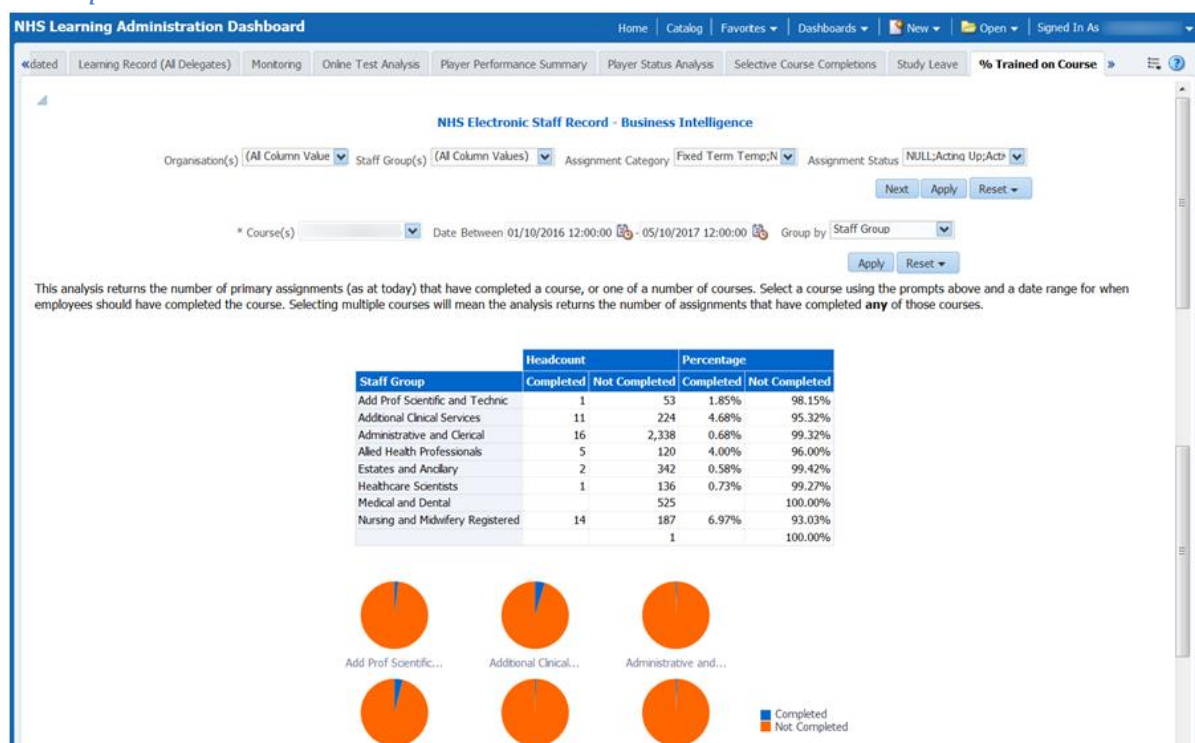 NHS Learning Administration Dashboard Home Catalog Favorites Dashboards New Open Signed In As
«dated Learning Record (All Delegates) Monitoring Online Test Analysis Player Performance Summary Player Status Analysis Selective Course Completions Study Leave % Trained on Course »
NHS Electronic Staff Record - Business Intelligence
Organisation(s) (All Column Value Staff Group(s) (All Column Values) Assignment Category Fixed Term Temp;N Assignment Status NULL;Acting Up;Acti
Next Apply Reset
* Course(s) Date Between 01/10/2016 12:00:00 - 05/10/2017 12:00:00 Group by Staff Group
Apply Reset
This analysis returns the number of primary assignments (as at today) that have completed a course, or one of a number of courses. Select a course using the prompts above and a date range for when
employees should have completed the course. Selecting multiple courses will mean the analysis returns the number of assignments that have completed any of those courses.
Headcount Percentage
Staff Group Completed Not Completed Completed Not Completed
Add Prof Scientific and Technic 1 53 1.85% 98.15%
Additional Clinical Services 11 224 4.68% 95.32%
Administrative and Clerical 16 2,338 0.68% 99.32%
Allied Health Professionals 5 120 4.00% 96.00%
Estates and Ancillary 2 342 0.58% 99.42%
Healthcare Scientists 1 136 0.73% 99.27%
Medical and Dental 525 100.00%
Nursing and Midwifery Registered 14 187 6.97% 93.03%
1 100.00%
Add Prof Scientific... Additional Clinical... Administrative and...
Completed
Not Completed